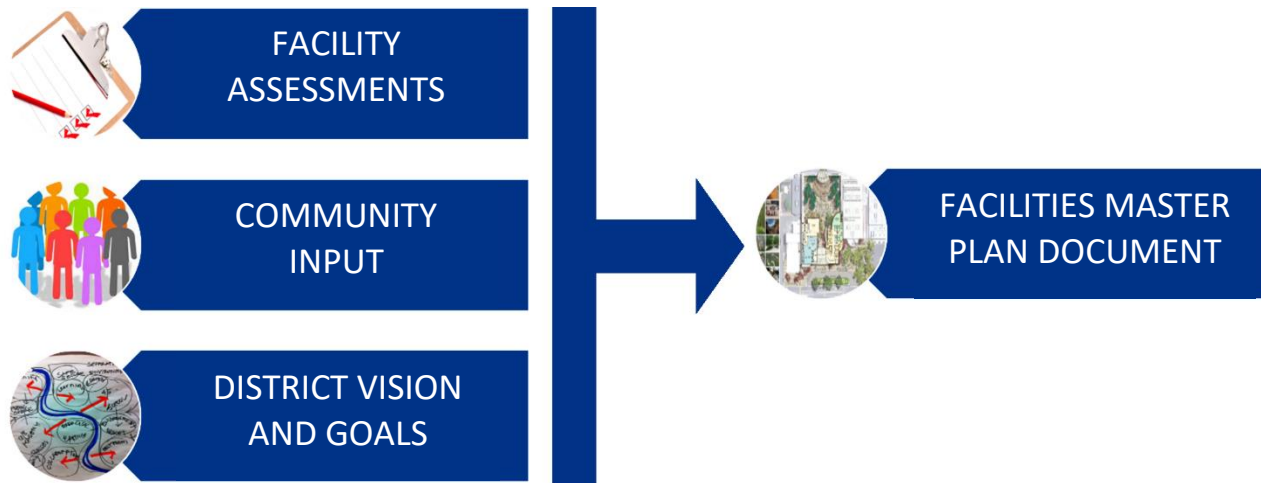 FACILITY
ASSESSMENTS
COMMUNITY
INPUT
DISTRICT VISION
AND GOALS
FACILITIES MASTER
PLAN DOCUMENT